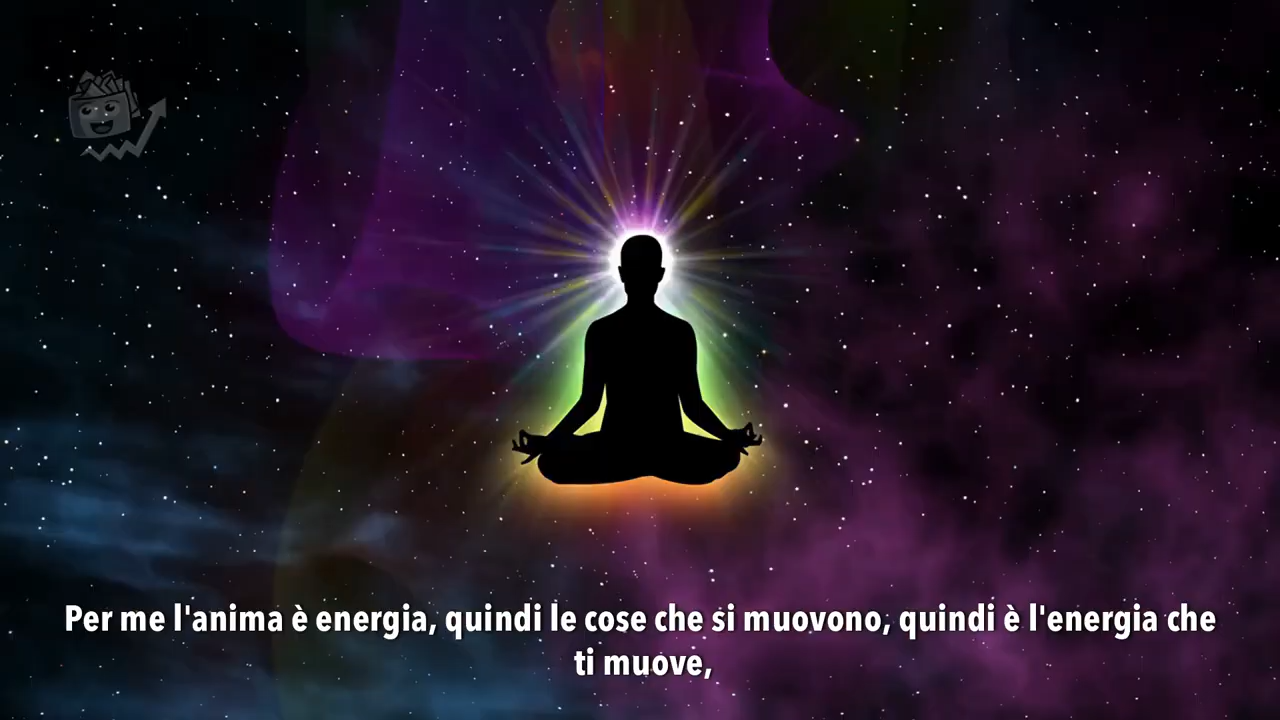 Per me l'anima è energia, quindi le cose che si muovono, quindi è l'energia che
ti muove,